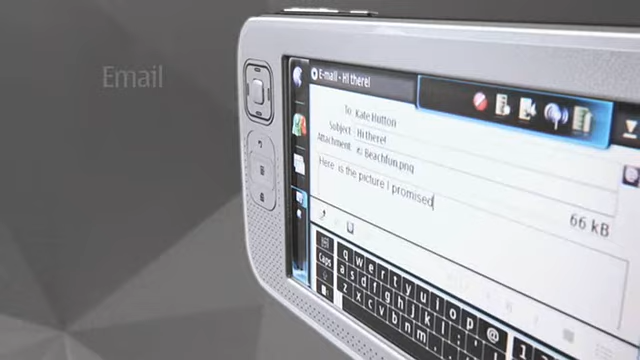 Email
E-mail - Hi there!
To Kate Hutton
Subject Hi there!
Attachment Beachfun.png
Here is the picture I promised
66 kB
q w e r t y u i o p @
Caps a s d f g h j k l
z x c v b n m